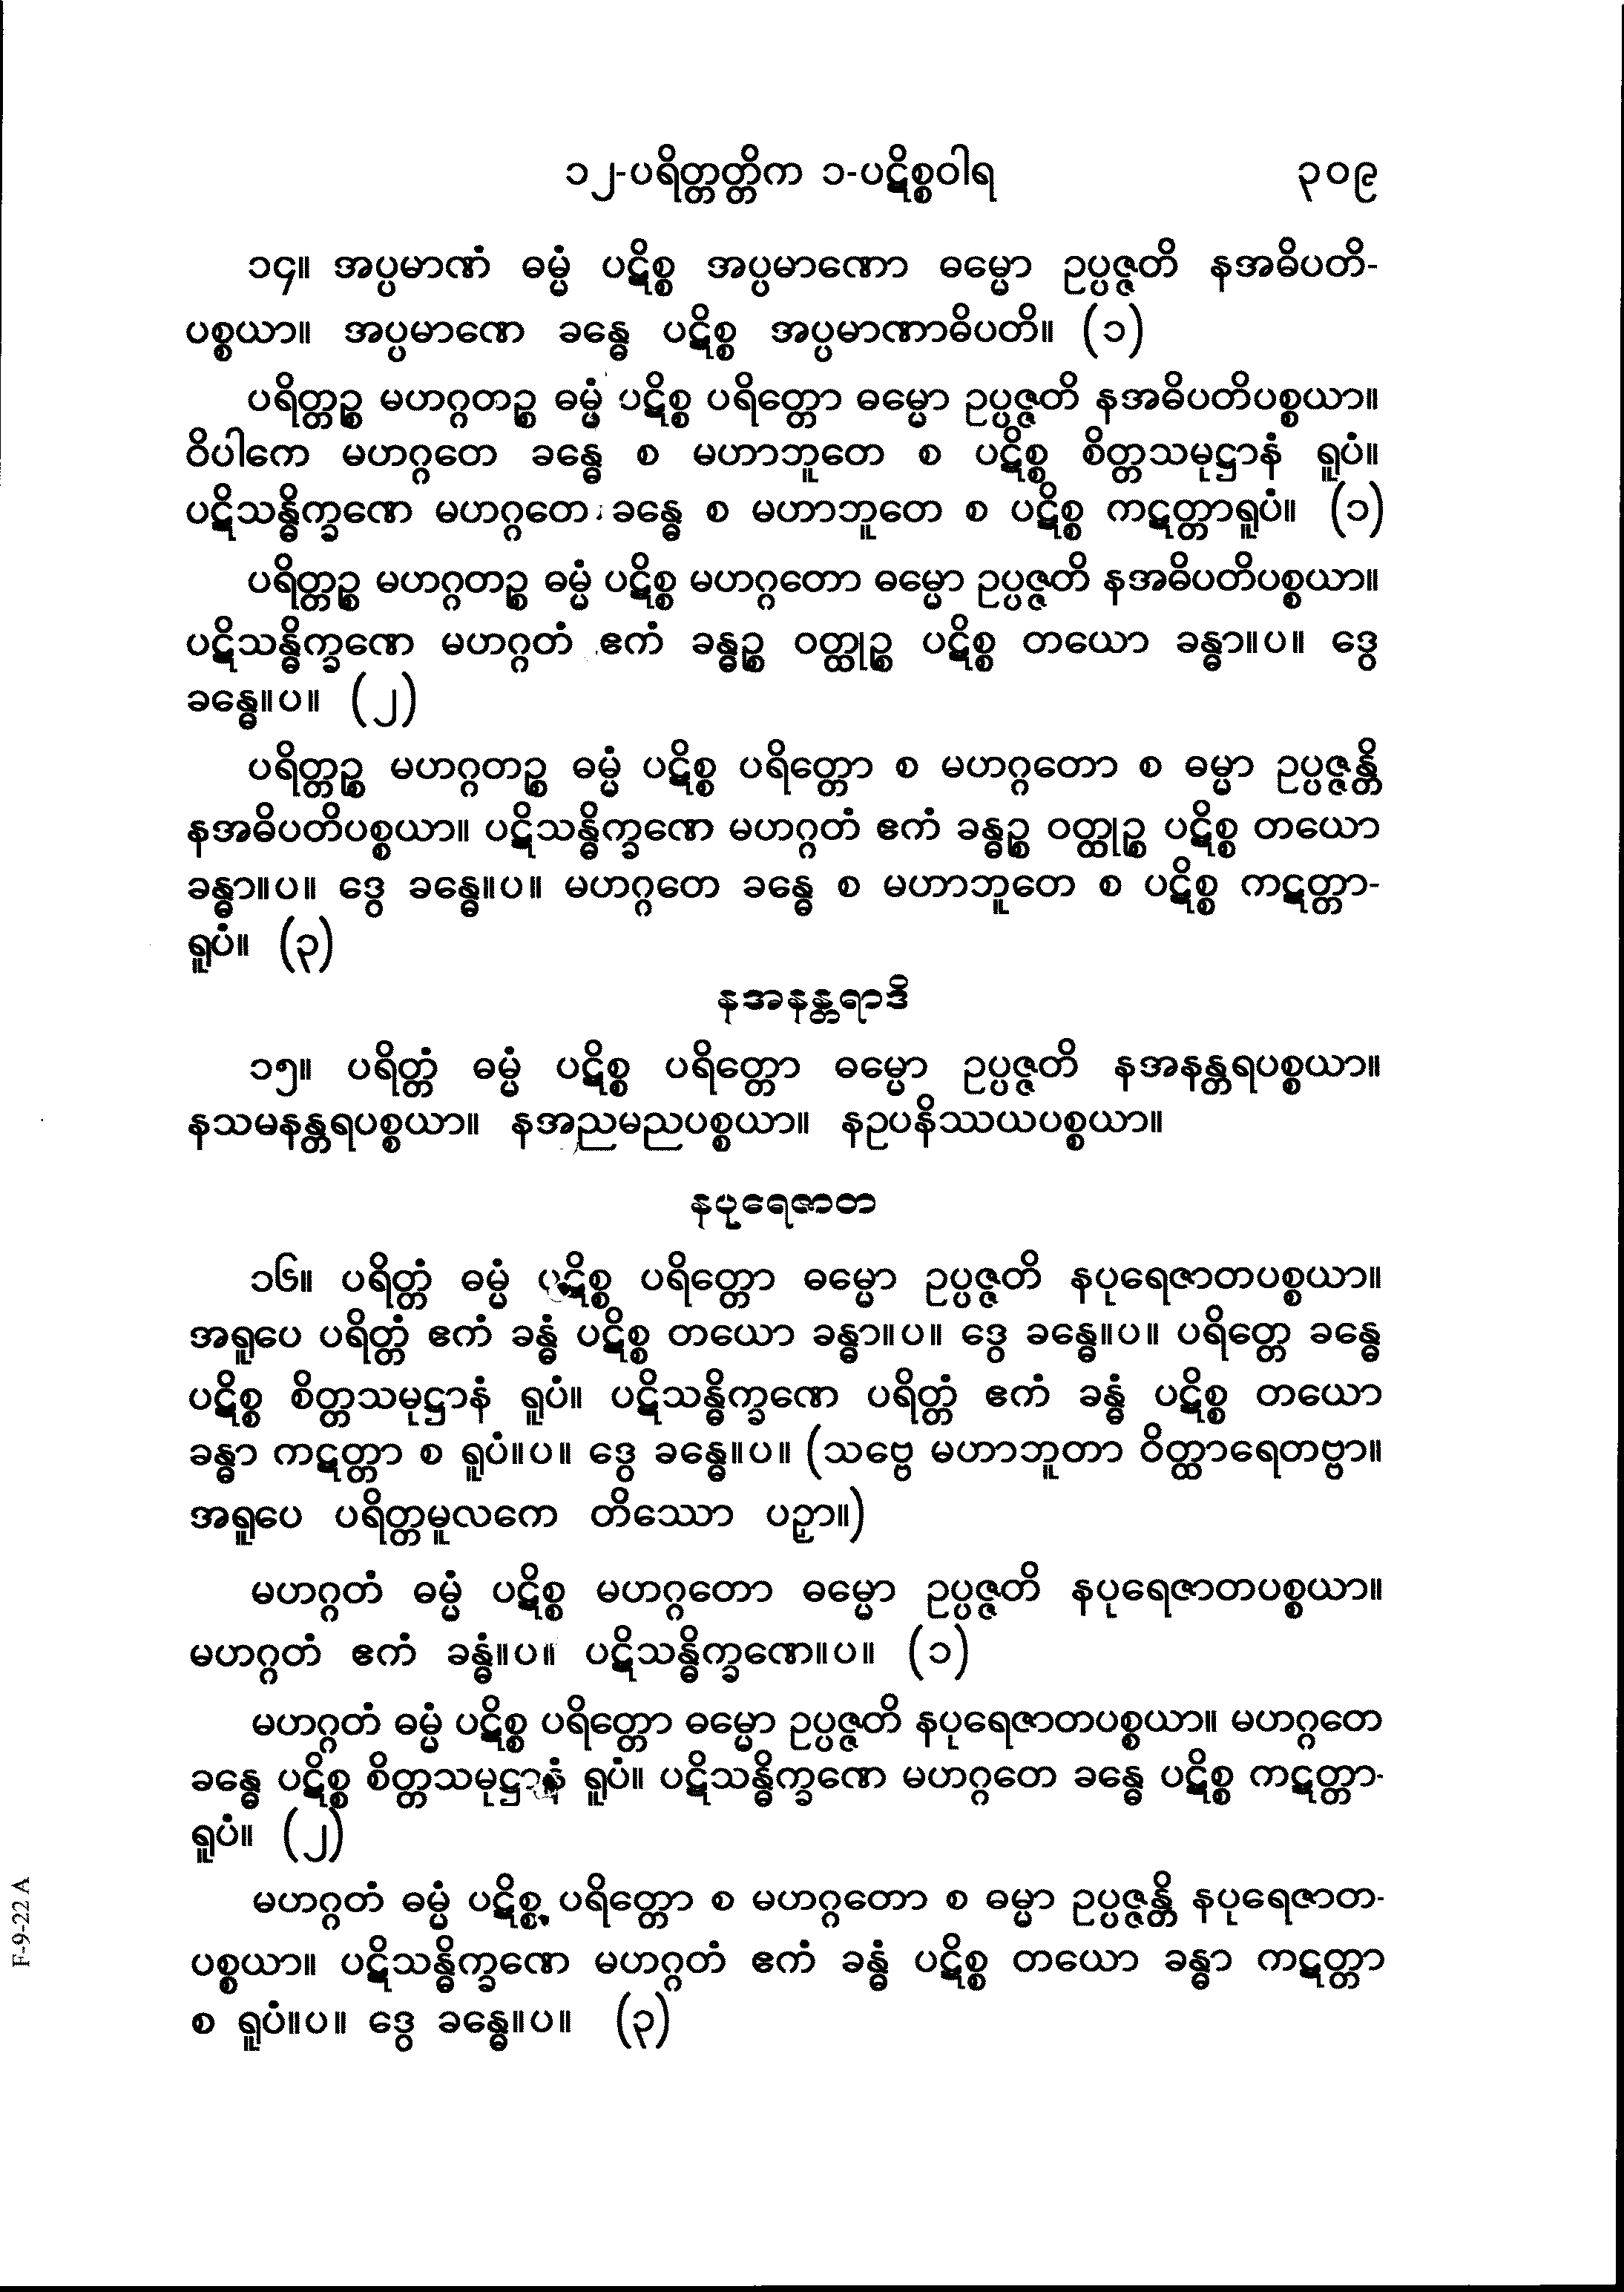 ၁၂-ပရိတ္တတ္တိက ၁-ပဋိစ္စဝါရ ၃၀၉
၁၄။ အပ္ပမာဏံ ဓမ္မံ ပဋိစ္စ အပ္ပမာဏော ဓမ္မော ဥပ္ပဇ္ဇတိ နအဓိပတိ-
ပစ္စယာ။ အပ္ပမာဏေ ခန္ဓေ ပဋိစ္စ အပ္ပမာဏာဓိပတိ။ (၁)
ပရိတ္တဉ္စ မဟဂ္ဂတဉ္စ ဓမ္မံ ပဋိစ္စ ပရိတ္တော ဓမ္မော ဥပ္ပဇ္ဇတိ နအဓိပတိပစ္စယာ။
ဝိပါကေ မဟဂ္ဂတေ ခန္ဓေ စ မဟာဘူတေ စ ပဋိစ္စ စိတ္တသမုဋ္ဌာနံ ရူပံ။
ပဋိသန္ဓိက္ခဏေ မဟဂ္ဂတေ ခန္ဓေ စ မဟာဘူတေ စ ပဋိစ္စ ကဋတ္တာရူပံ။ (၁)
ပရိတ္တဉ္စ မဟဂ္ဂတဉ္စ ဓမ္မံ ပဋိစ္စ မဟဂ္ဂတော ဓမ္မော ဥပ္ပဇ္ဇတိ နအဓိပတိပစ္စယာ။
ပဋိသန္ဓိက္ခဏေ မဟဂ္ဂတံ ဧကံ ခန္ဓဉ္စ ဝတ္ထုဉ္စ ပဋိစ္စ တယော ခန္ဓာ။ပ။ ဒွေ
ခန္ဓေ။ပ။ (၂)
ပရိတ္တဉ္စ မဟဂ္ဂတဉ္စ ဓမ္မံ ပဋိစ္စ ပရိတ္တော စ မဟဂ္ဂတော စ ဓမ္မာ ဥပ္ပဇ္ဇန္တိ
နအဓိပတိပစ္စယာ။ ပဋိသန္ဓိက္ခဏေ မဟဂ္ဂတံ ဧကံ ခန္ဓဉ္စ ဝတ္ထုဉ္စ ပဋိစ္စ တယော
ခန္ဓာ။ပ။ ဒွေ ခန္ဓေ။ပ။ မဟဂ္ဂတေ ခန္ဓေ စ မဟာဘူတေ စ ပဋိစ္စ ကဋတ္တာ-
ရူပံ။ (၃)
နအနန္တရာဒိ
၁၅။ ပရိတ္တံ ဓမ္မံ ပဋိစ္စ ပရိတ္တော ဓမ္မော ဥပ္ပဇ္ဇတိ နအနန္တရပစ္စယာ။
နသမနန္တရပစ္စယာ။ နအညမညပစ္စယာ။ နဥပနိဿယပစ္စယာ။
နပုရေဇာတ
၁၆။ ပရိတ္တံ ဓမ္မံ ပဋိစ္စ ပရိတ္တော ဓမ္မော ဥပ္ပဇ္ဇတိ နပုရေဇာတပစ္စယာ။
အရူပေ ပရိတ္တံ ဧကံ ခန္ဓံ ပဋိစ္စ တယော ခန္ဓာ။ပ။ ဒွေ ခန္ဓေ။ပ။ ပရိတ္တေ ခန္ဓေ
ပဋိစ္စ စိတ္တသမုဋ္ဌာနံ ရူပံ။ ပဋိသန္ဓိက္ခဏေ ပရိတ္တံ ဧကံ ခန္ဓံ ပဋိစ္စ တယော
ခန္ဓာ ကဋတ္တာ စ ရူပံ။ပ။ ဒွေ ခန္ဓေ။ပ။ (သဗ္ဗေ မဟာဘူတာ ဝိတ္ထာရေတဗ္ဗာ။
အရူပေ ပရိတ္တမူလကေ တိဿော ပဉှာ။)
မဟဂ္ဂတံ ဓမ္မံ ပဋိစ္စ မဟဂ္ဂတော ဓမ္မော ဥပ္ပဇ္ဇတိ နပုရေဇာတပစ္စယာ။
မဟဂ္ဂတံ ဧကံ ခန္ဓံ။ပ။ ပဋိသန္ဓိက္ခဏေ။ပ။ (၁)
မဟဂ္ဂတံ ဓမ္မံ ပဋိစ္စ ပရိတ္တော ဓမ္မော ဥပ္ပဇ္ဇတိ နပုရေဇာတပစ္စယာ။ မဟဂ္ဂတေ
ခန္ဓေ ပဋိစ္စ စိတ္တသမုဋ္ဌာနံ ရူပံ။ ပဋိသန္ဓိက္ခဏေ မဟဂ္ဂတေ ခန္ဓေ ပဋိစ္စ ကဋတ္တာ-
ရူပံ။ (၂)
မဟဂ္ဂတံ ဓမ္မံ ပဋိစ္စ ပရိတ္တော စ မဟဂ္ဂတော စ ဓမ္မာ ဥပ္ပဇ္ဇန္တိ နပုရေဇာတ-
ပစ္စယာ။ ပဋိသန္ဓိက္ခဏေ မဟဂ္ဂတံ ဧကံ ခန္ဓံ ပဋိစ္စ တယော ခန္ဓာ ကဋတ္တာ
စ ရူပံ။ပ။ ဒွေ ခန္ဓေ။ပ။ (၃)
F-9-22 A